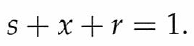 s + x + r = 1.